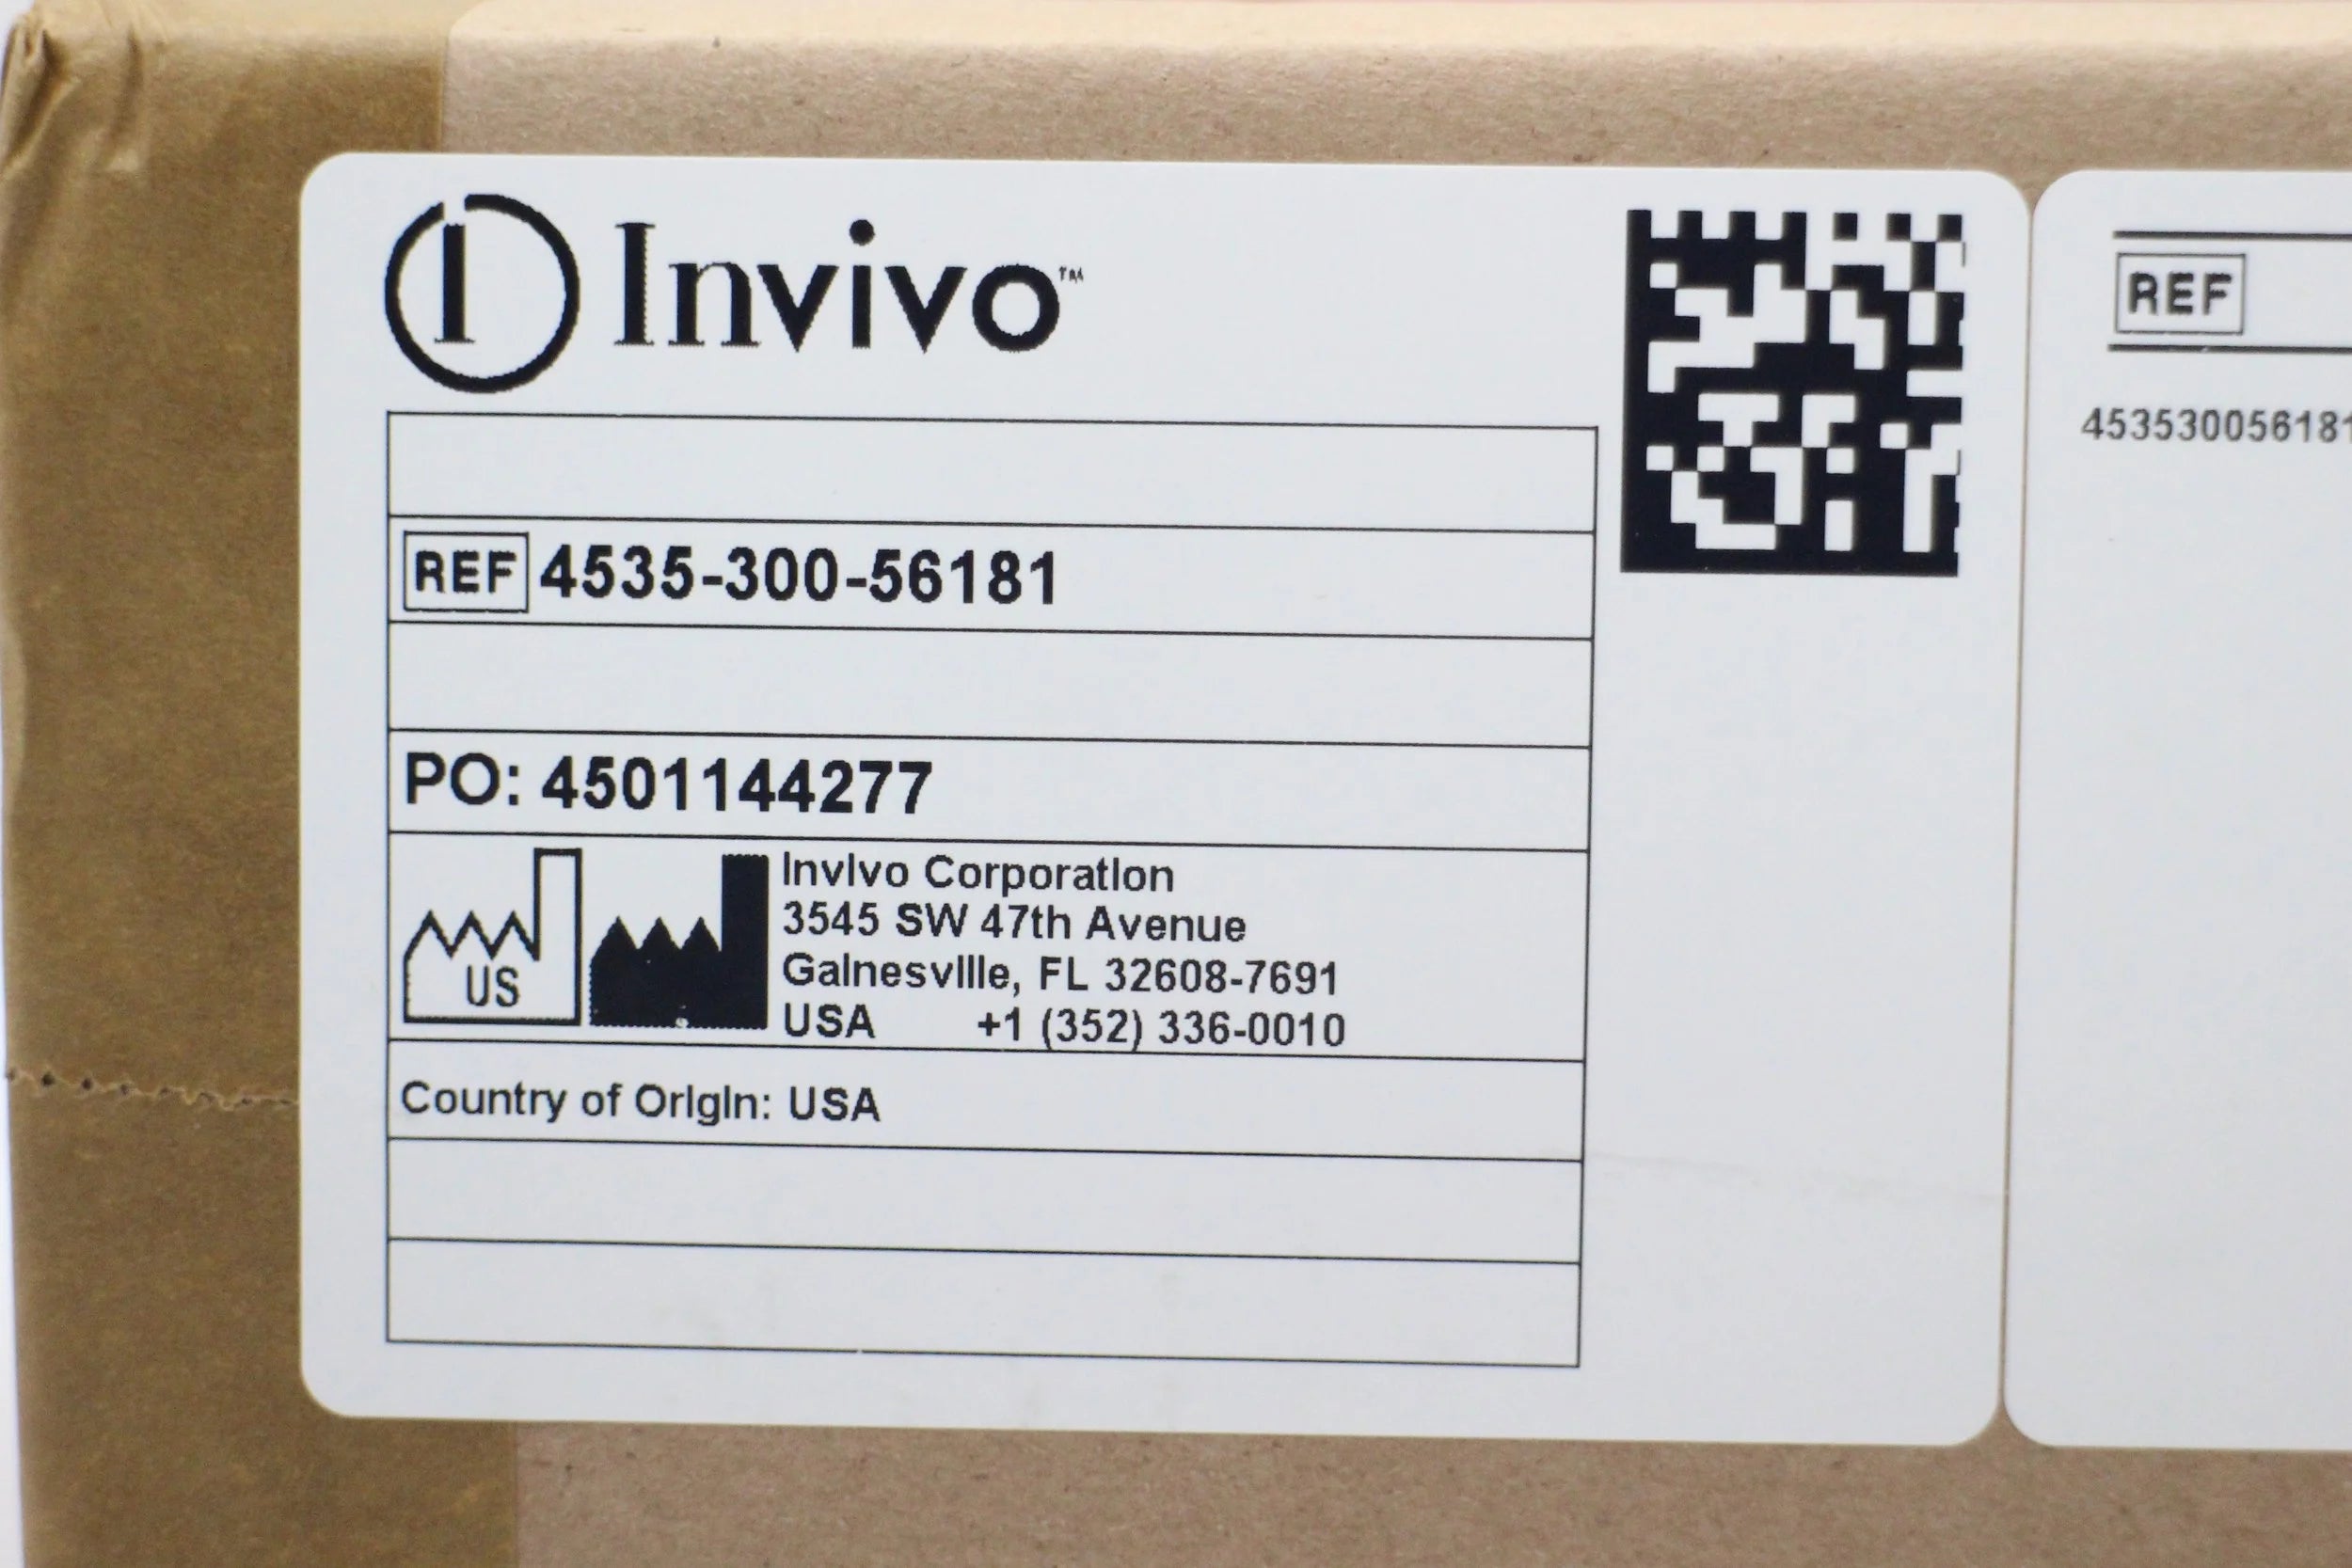 Invivo™
REF 4535-300-56181
PO: 4501144277
US
Invivo Corporation
3545 SW 47th Avenue
Gainesville, FL 32608-7691
USA +1 (352) 336-0010
Country of Origin: USA
REF
453530056181